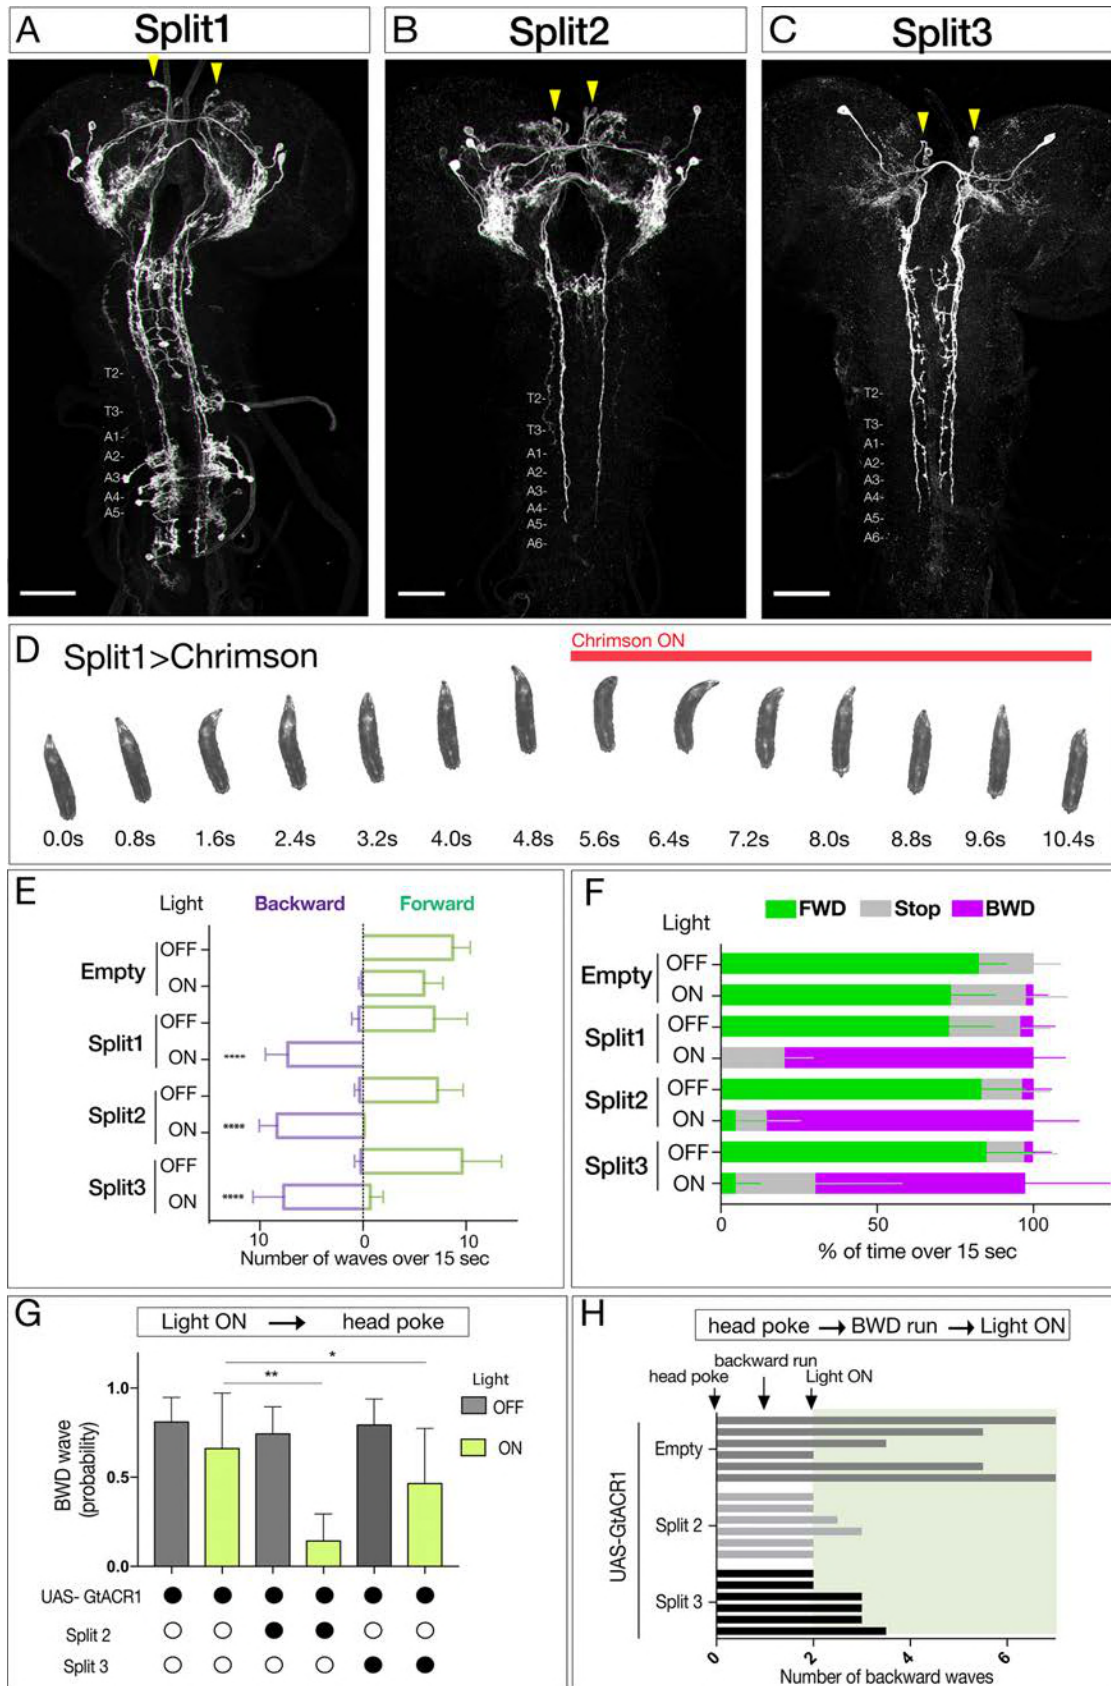 A Split1
B Split2
C Split3
T2-
T3-
A1-
A2-
A3-
A4-
A5-
T2-
T3-
A1-
A2-
A3-
A4-
A5-
A6-
T2-
T3-
A1-
A2-
A3-
A4-
A5-
A6-
D Split1>Chrimson
Chrimson ON
0.0s 0.8s 1.6s 2.4s 3.2s 4.0s 4.8s 5.6s 6.4s 7.2s 8.0s 8.8s 9.6s 10.4s
E
Light Backward Forward
Empty OFF
ON
Split1 OFF
ON ****
Split2 OFF
ON ****
Split3 OFF
ON ****
10 0 10
Number of waves over 15 sec
F
FWD Stop BWD
Light
Empty OFF
ON
Split1 OFF
ON
Split2 OFF
ON
Split3 OFF
ON
0 50 100
% of time over 15 sec
G
Light ON → head poke
*
**
Light
OFF
ON
1.0
0.5
0.0
BWD wave
(probability)
UAS- GtACR1
Split 2
Split 3
H
head poke → BWD run → Light ON
backward run
head poke Light ON
UAS-GtACR1
Empty
Split 2
Split 3
0 2 4 6
Number of backward waves